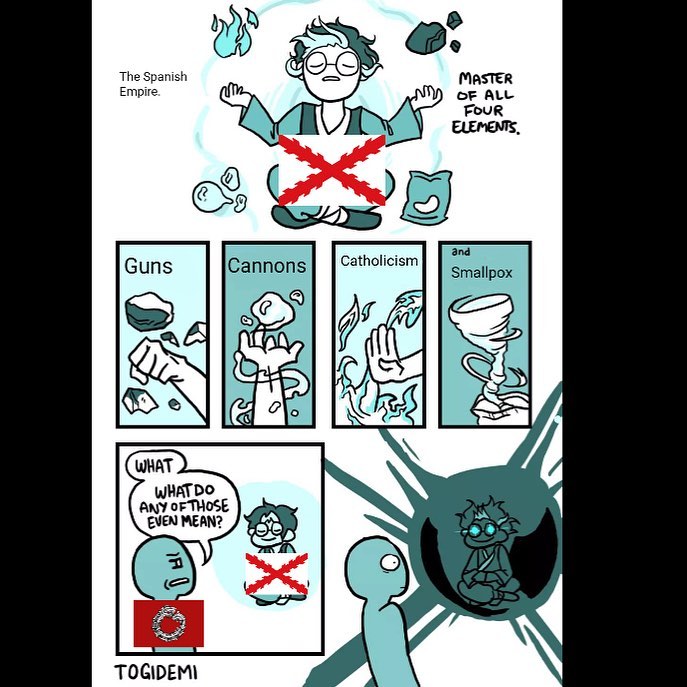 The Spanish
Empire.
MASTER
OF ALL
FOUR
ELEMENTS.
Guns
Cannons
Catholicism
and
Smallpox
WHAT
WHAT DO
ANY OF THOSE
EVEN MEAN?
TOGIDEMI